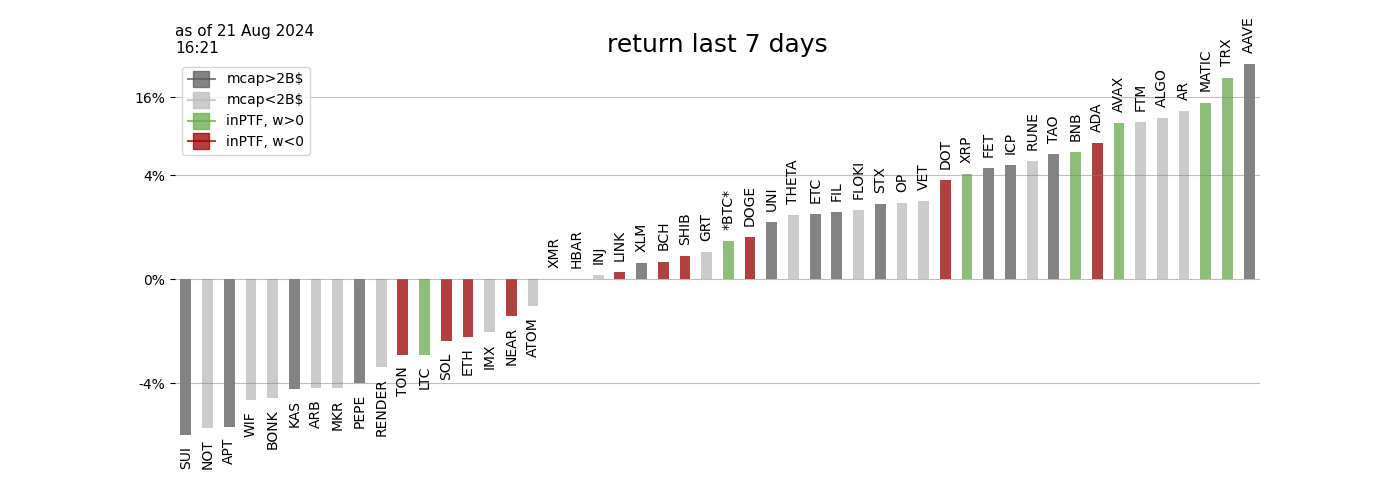 as of 21 Aug 2024
16:21
return last 7 days
mcap>2B$
mcap<2B$
inPTF, w>0
inPTF, w<0
16%
4%
0%
-4%
SUI
NOT
APT
WIF
BONK
KAS
ARB
MKR
PEPE
RENDER
TON
LTC
SOL
ETH
IMX
NEAR
ATOM
XMR
HBAR
INJ
LINK
XLM
BCH
SHIB
GRT
*BTC*
DOGE
UNI
THETA
ETC
FIL
FLOKI
STX
OP
VET
DOT
XRP
FET
ICP
RUNE
TAO
BNB
ADA
AVAX
FTM
ALGO
AR
MATIC
TRX
AAVE